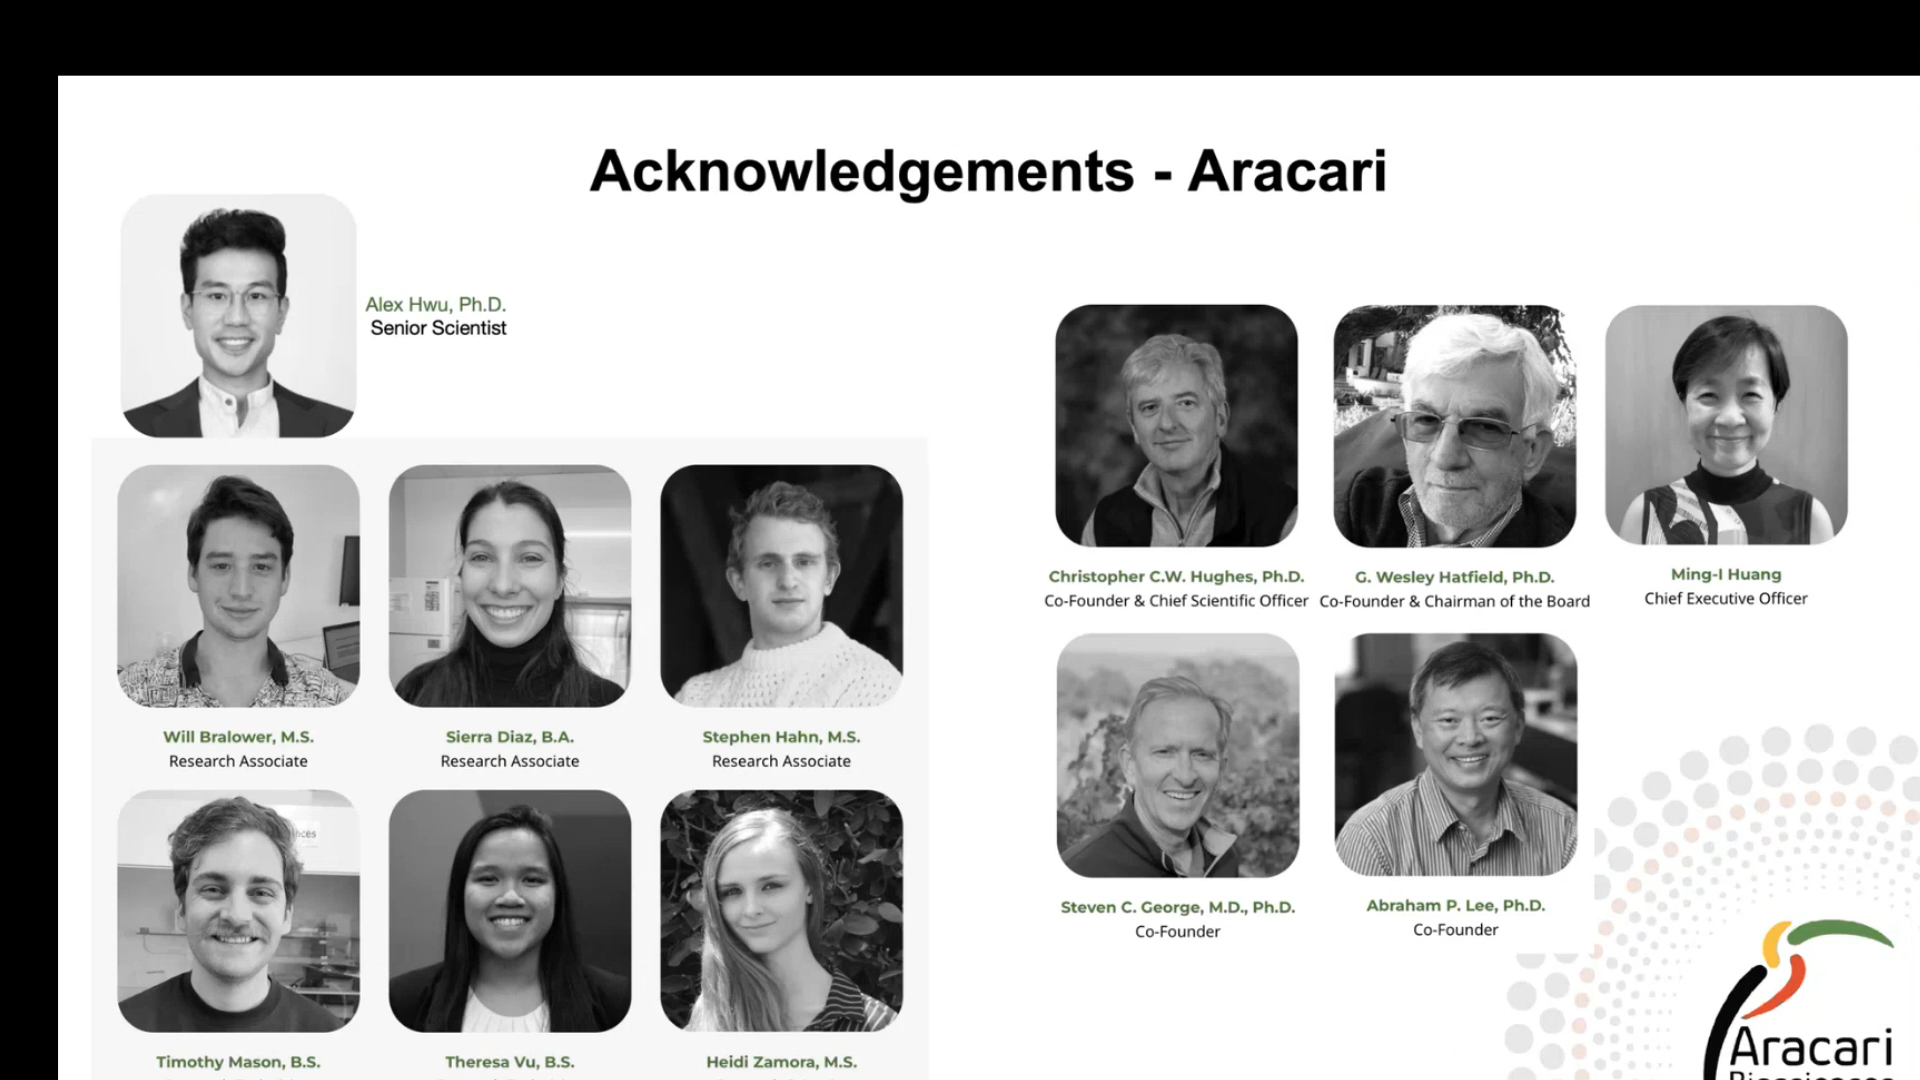 Acknowledgements - Aracari
Alex Hwu, Ph.D.
Senior Scientist
Christopher C.W. Hughes, Ph.D.
Co-Founder & Chief Scientific Officer
G. Wesley Hatfield, Ph.D.
Co-Founder & Chairman of the Board
Ming-I Huang
Chief Executive Officer
Will Bralower, M.S.
Research Associate
Sierra Diaz, B.A.
Research Associate
Stephen Hahn, M.S.
Research Associate
Steven C. George, M.D., Ph.D.
Co-Founder
Abraham P. Lee, Ph.D.
Co-Founder
Timothy Mason, B.S.
Theresa Vu, B.S.
Heidi Zamora, M.S.
Aracari
Biosciences